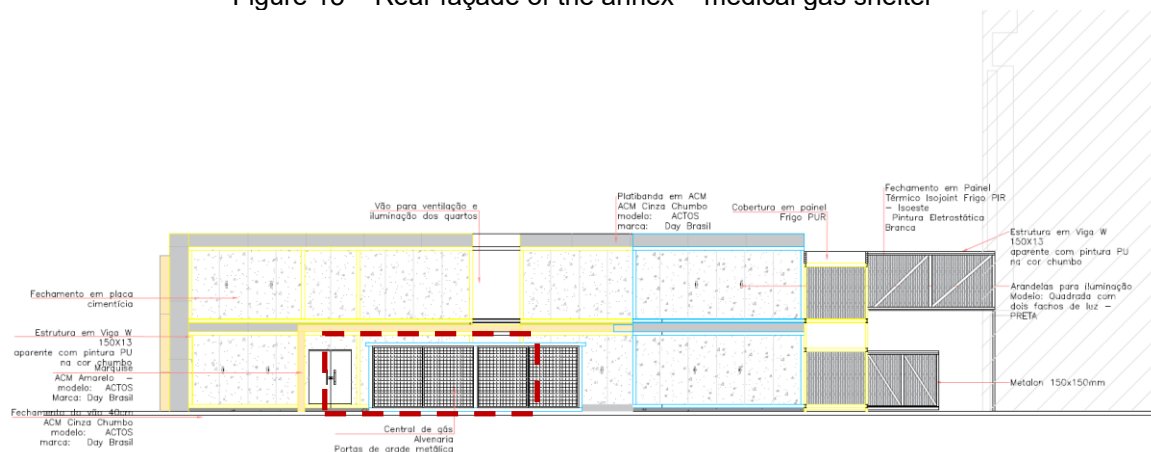 Figure 15 – Rear façade of the annex – medical gas shelter
Platibanda em ACM
ACM Cinza Chumbo
modelo: ACTOS
marca: Day Brasil
Vão para ventilação e
iluminação dos quartos
Cobertura em painel
Frigo PUR
Fechamento em Painel
Térmico Isojoint Frigo PIR
– Isoeste
Pintura Eletrostática
Branca
Estrutura em Viga W
150X13
aparente com pintura PU
na cor chumbo
Arandelas para iluminação
Modelo: Quadrada com
dois fachos de luz –
PRETA
Metalon 150x150mm
Fechamento em placa
cimentícia
Estrutura em Viga W
150X13
aparente com pintura PU
na cor chumbo
Marquise
ACM Amarelo –
modelo: ACTOS
Marca: Day Brasil
Fechamento do vão 40cm
ACM Cinza Chumbo
modelo: ACTOS
marca: Day Brasil
Central de gás
Alvenaria
Portas de grade metálica